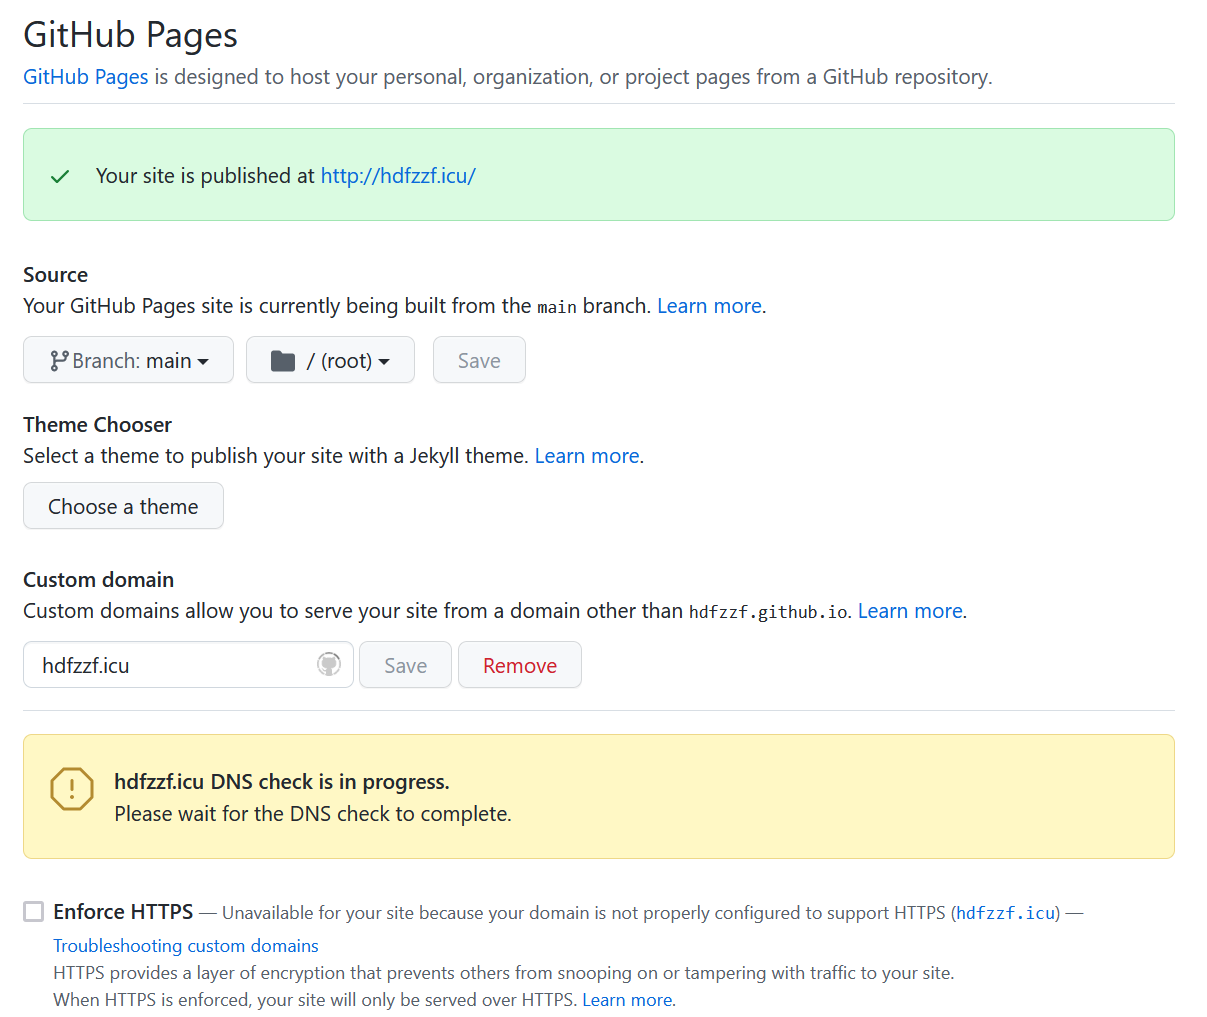 GitHub Pages
GitHub Pages is designed to host your personal, organization, or project pages from a GitHub repository.
Your site is published at http://hdfzzf.icu/
Source
Your GitHub Pages site is currently being built from the main branch. Learn more.
Branch: main
/ (root)
Save
Theme Chooser
Select a theme to publish your site with a Jekyll theme. Learn more.
Choose a theme
Custom domain
Custom domains allow you to serve your site from a domain other than hdfzzf.github.io. Learn more.
hdfzzf.icu
Save
Remove
hdfzzf.icu DNS check is in progress.
Please wait for the DNS check to complete.
Enforce HTTPS — Unavailable for your site because your domain is not properly configured to support HTTPS (hdfzzf.icu) —
Troubleshooting custom domains
HTTPS provides a layer of encryption that prevents others from snooping on or tampering with traffic to your site.
When HTTPS is enforced, your site will only be served over HTTPS. Learn more.